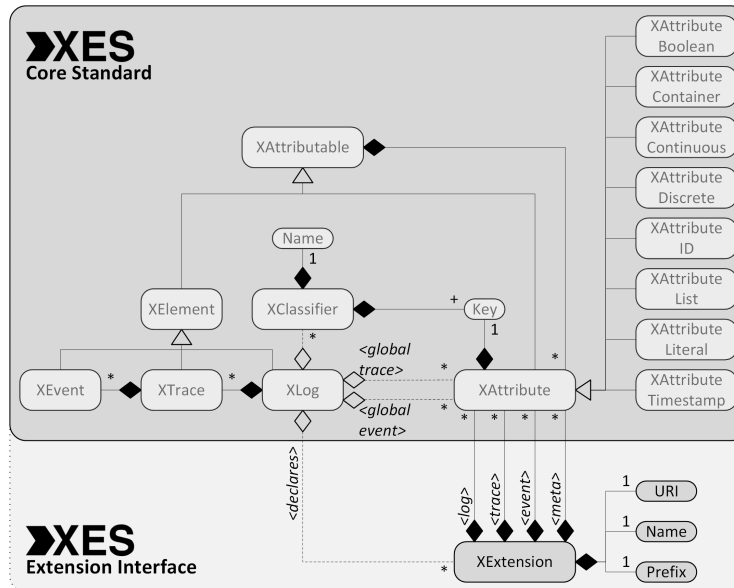 XES
Core Standard
XAttribute
Boolean
XAttribute
Container
XAttribute
Continuous
XAttribute
Discrete
XAttribute
ID
XAttribute
List
XAttribute
Literal
XAttribute
Timestamp
XAttributable
Name
1
XElement
XClassifier
+
Key
*
1
<global
trace>
*
*
XEvent
*
XTrace
*
XLog
XAttribute
<global
event>
*
*
*
*
*
<declares>
<log>
<trace>
<event>
<meta>
1
URI
XES
Extension Interface
*
XExtension
1
Name
1
Prefix